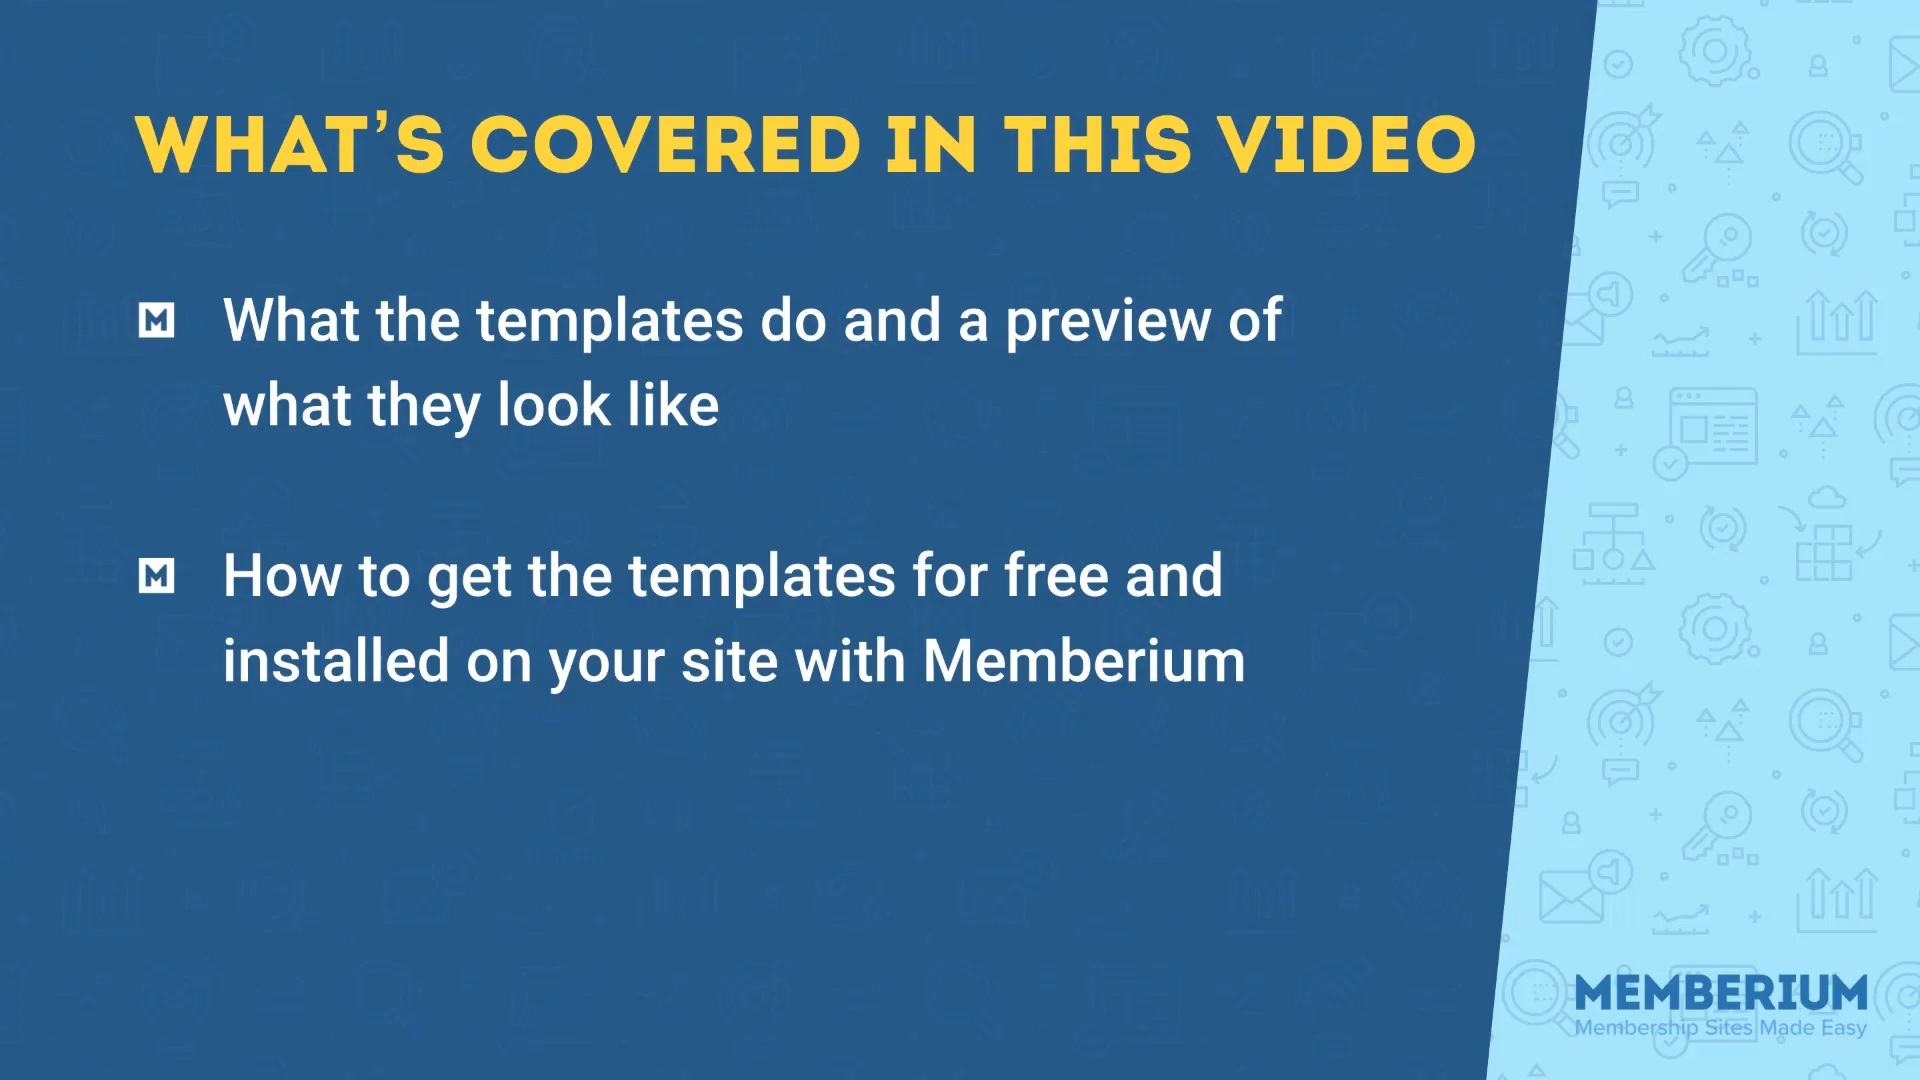 WHAT'S COVERED IN THIS VIDEO
What the templates do and a preview of
what they look like
How to get the templates for free and
installed on your site with Memberium
MEMBERIUM
Membership Sites Made Easy